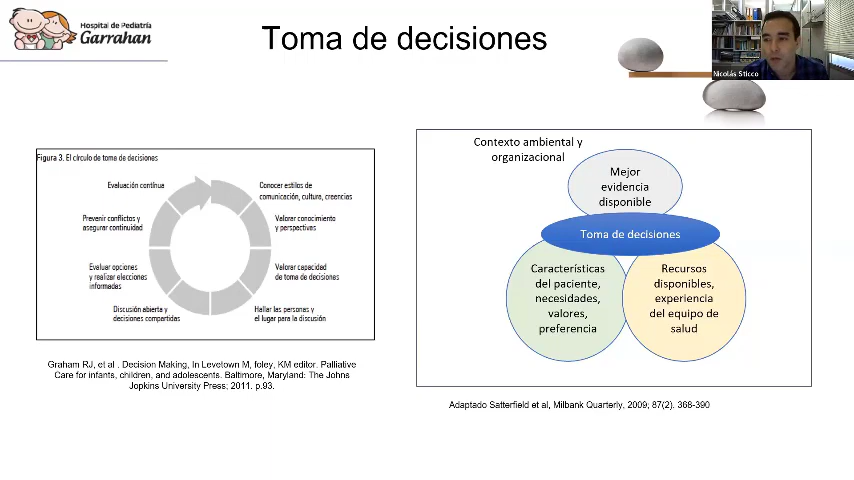 Hospital de Pediatría
Garrahan
Toma de decisiones
Nicolás Sticco
Figura 3. El círculo de toma de decisiones
Evaluación contínua
Conocer estilos de
comunicación, cultura, creencias
Prevenir conflictos y
asegurar continuidad
Valorar conocimiento
y perspectivas
Evaluar opciones
y realizar elecciones
informadas
Valorar capacidad
de toma de decisiones
Discusión abierta y
decisiones compartidas
Hallar las personas y
el lugar para la discusión
Graham RJ, et al . Decision Making, In Levetown M, foley, KM editor. Palliative
Care for infants, children, and adolescents. Baltimore, Maryland: The Johns
Jopkins University Press; 2011. p.93.
Contexto ambiental y
organizacional
Mejor
evidencia
disponible
Toma de decisiones
Características
del paciente,
necesidades,
valores,
preferencia
Recursos
disponibles,
experiencia
del equipo de
salud
Adaptado Satterfield et al, Milbank Quarterly, 2009; 87(2). 368-390